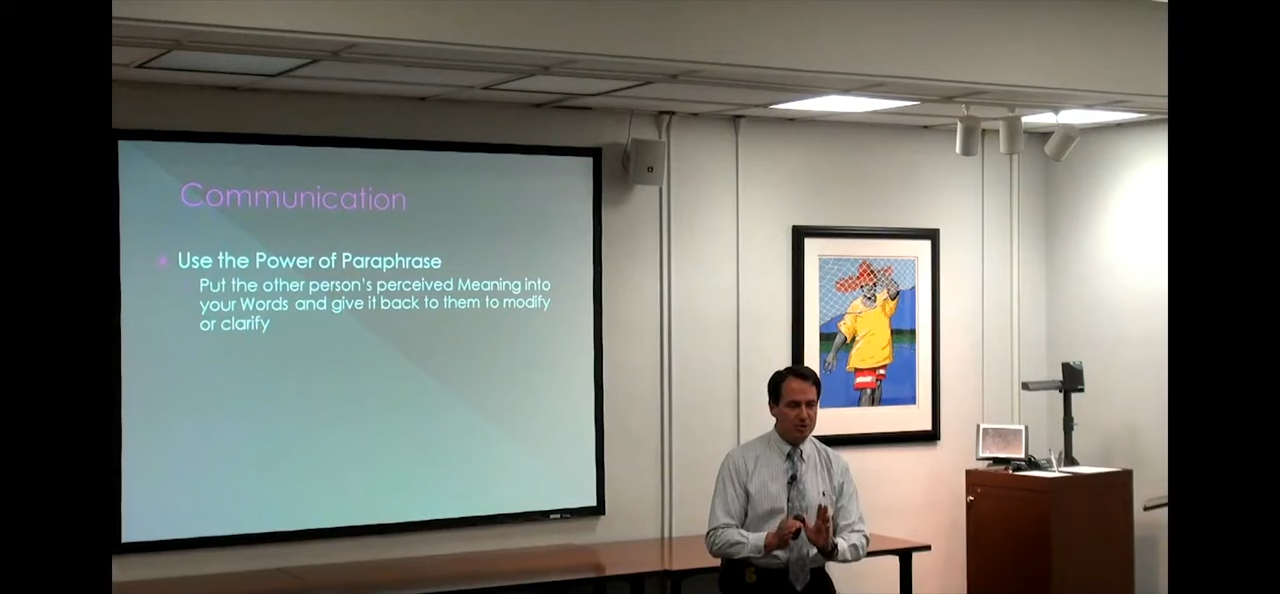 Communication
Use the Power of Paraphrase
Put the other person's perceived Meaning into
your Words and give it back to them to modify
or clarify